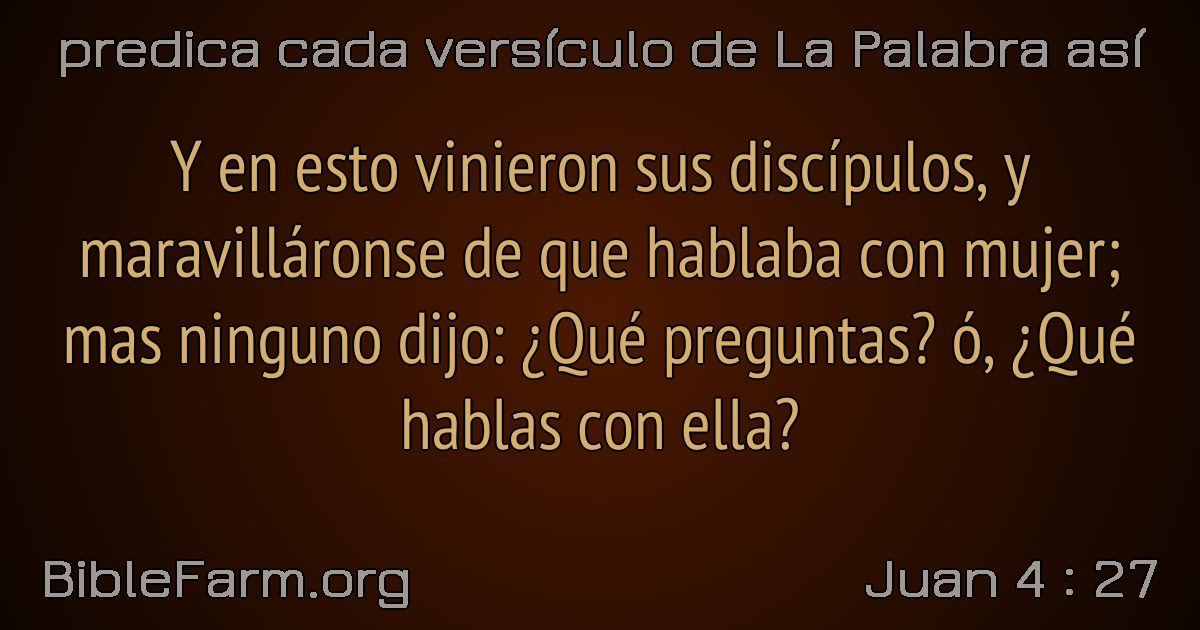 predica cada versículo de La Palabra así
Y en esto vinieron sus discípulos, y
maravilláronse de que hablaba con mujer;
mas ninguno dijo: ¿Qué preguntas? ó, ¿Qué
hablas con ella?
BibleFarm.org
Juan 4 : 27